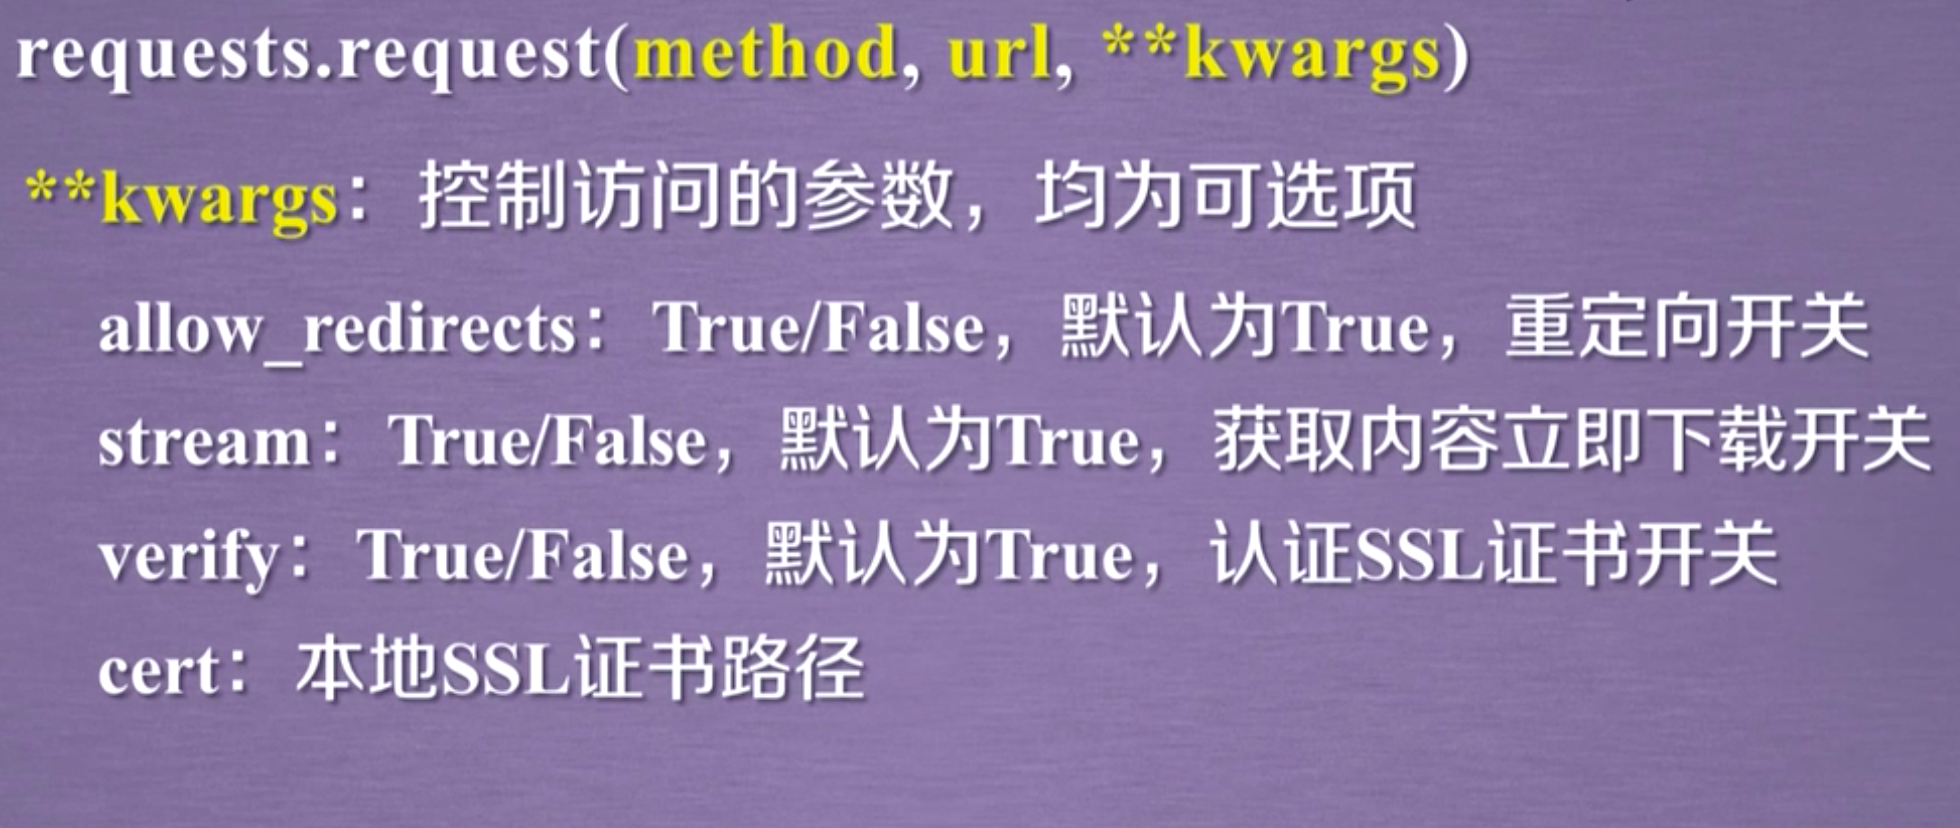 requests.request(method, url, **kwargs)
**kwargs：控制访问的参数，均为可选项
allow_redirects：True/False，默认为True，重定向开关
stream：True/False，默认为True，获取内容立即下载开关
verify：True/False，默认为True，认证SSL证书开关
cert：本地SSL证书路径